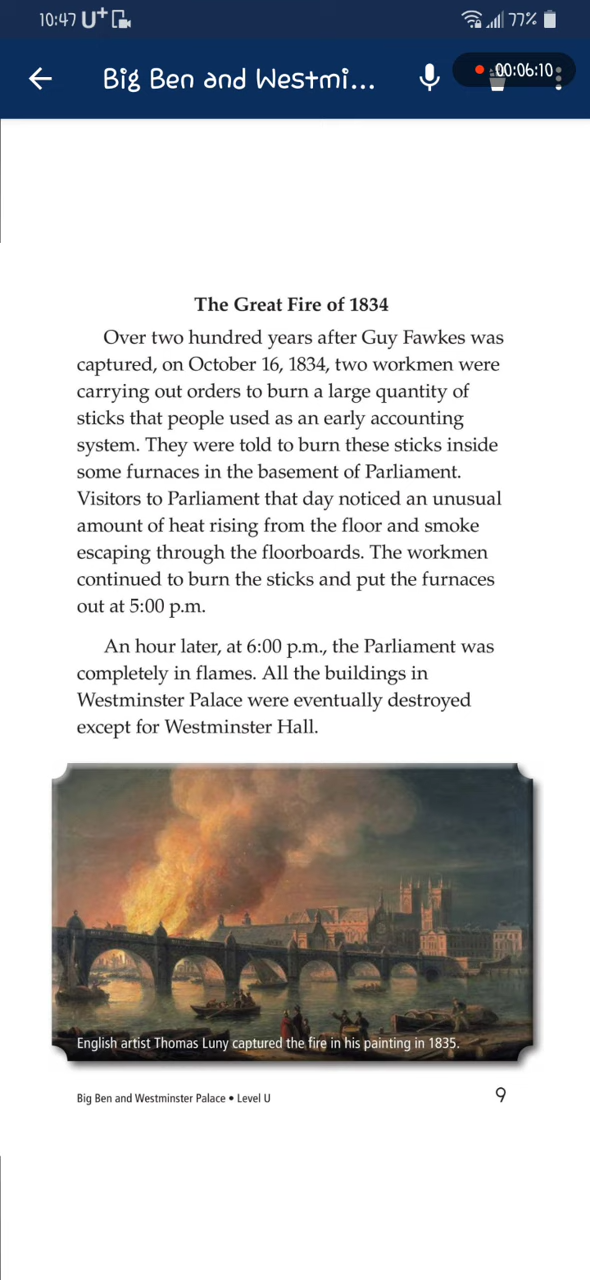 10:47 U+ 77%
Big Ben and Westmi... 00:06:10
The Great Fire of 1834
Over two hundred years after Guy Fawkes was
captured, on October 16, 1834, two workmen were
carrying out orders to burn a large quantity of
sticks that people used as an early accounting
system. They were told to burn these sticks inside
some furnaces in the basement of Parliament.
Visitors to Parliament that day noticed an unusual
amount of heat rising from the floor and smoke
escaping through the floorboards. The workmen
continued to burn the sticks and put the furnaces
out at 5:00 p.m.
An hour later, at 6:00 p.m., the Parliament was
completely in flames. All the buildings in
Westminster Palace were eventually destroyed
except for Westminster Hall.
English artist Thomas Luny captured the fire in his painting in 1835.
Big Ben and Westminster Palace • Level U 9